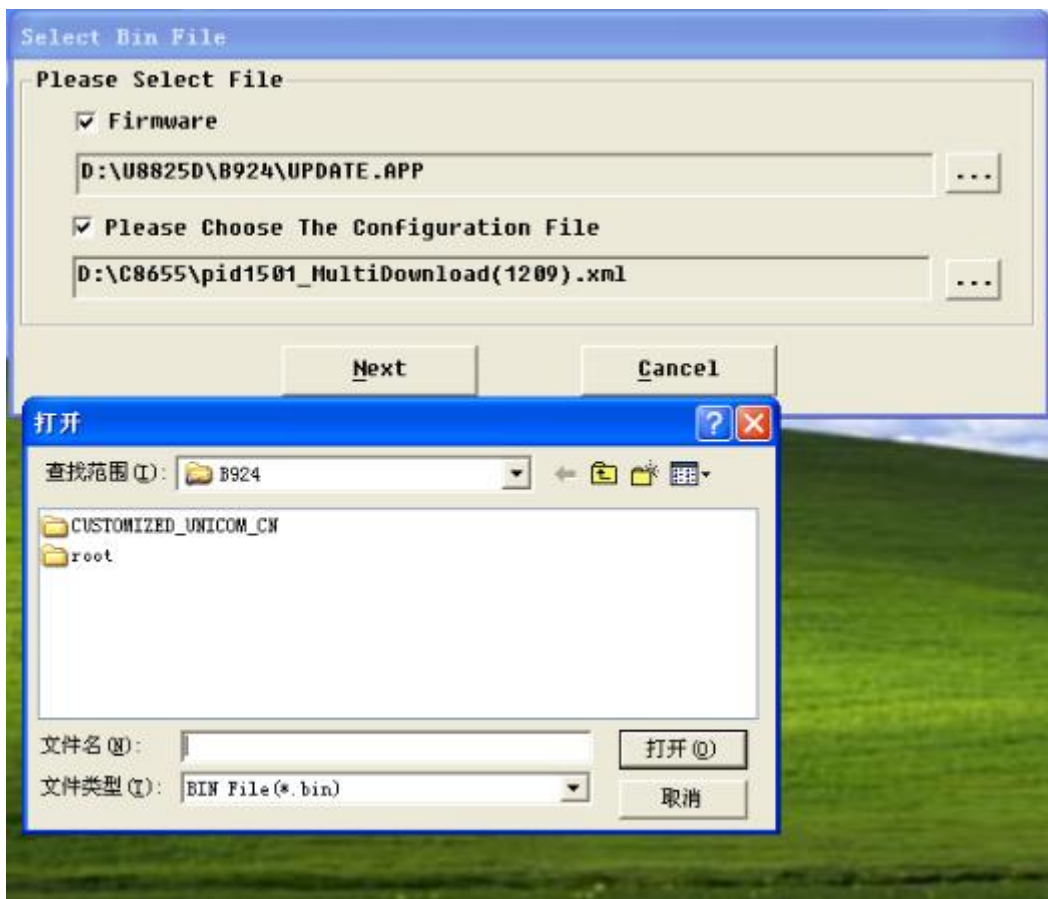 Select Bin File
Please Select File
Firmware
D:\U8825D\B924\UPDATE.APP
...
Please Choose The Configuration File
D:\C8655\pid1501_MultiDownload(1209).xml
...
Next Cancel
打开
查找范围(I): B924
CUSTOMIZED_UNICOM_CN
root
文件名(N): 打开(O)
文件类型(T): BIN File(*.bin) 取消